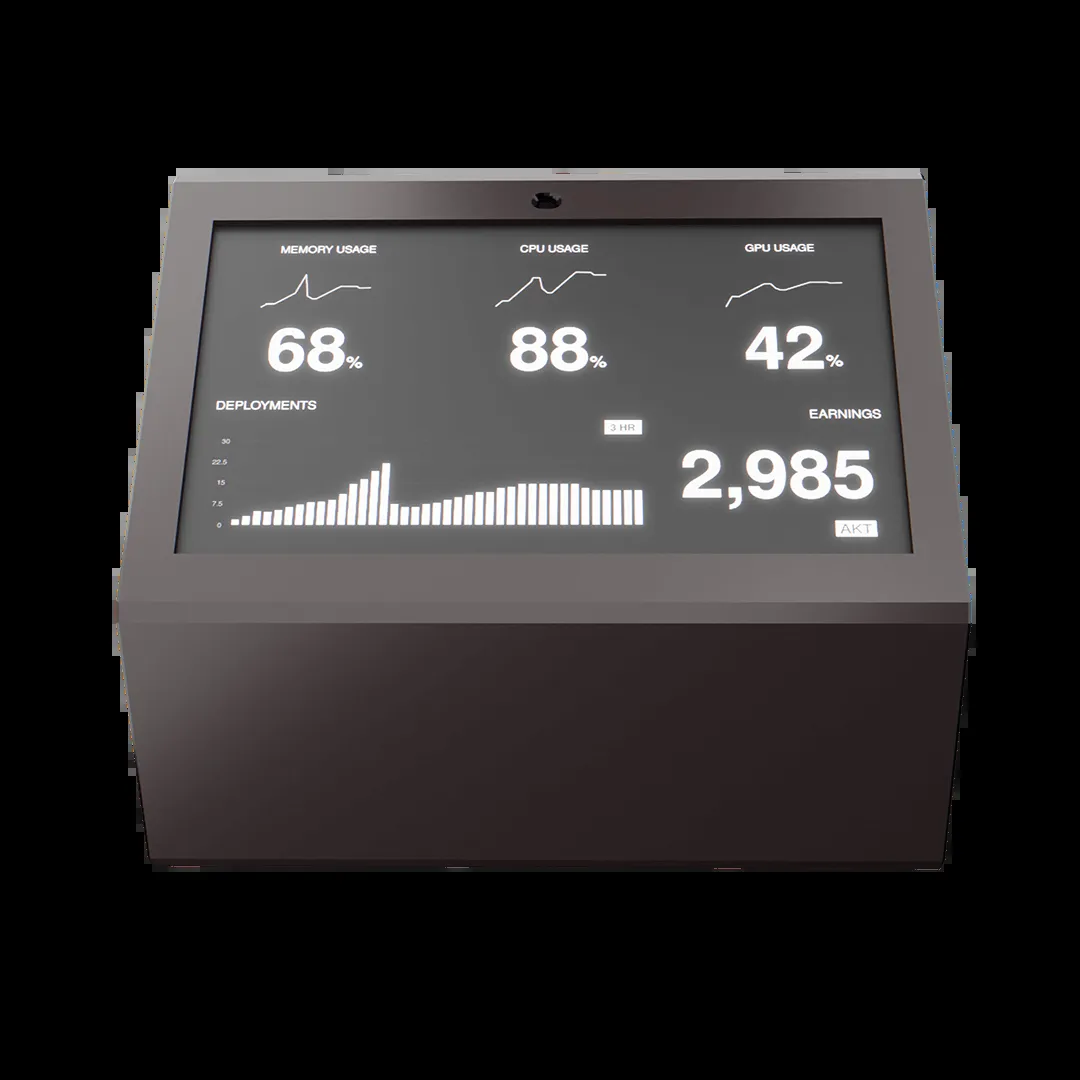 MEMORY USAGE
CPU USAGE
GPU USAGE
68%
88%
42%
DEPLOYMENTS
EARNINGS
3 HR
30
22.5
15
7.5
0
2,985
AKT